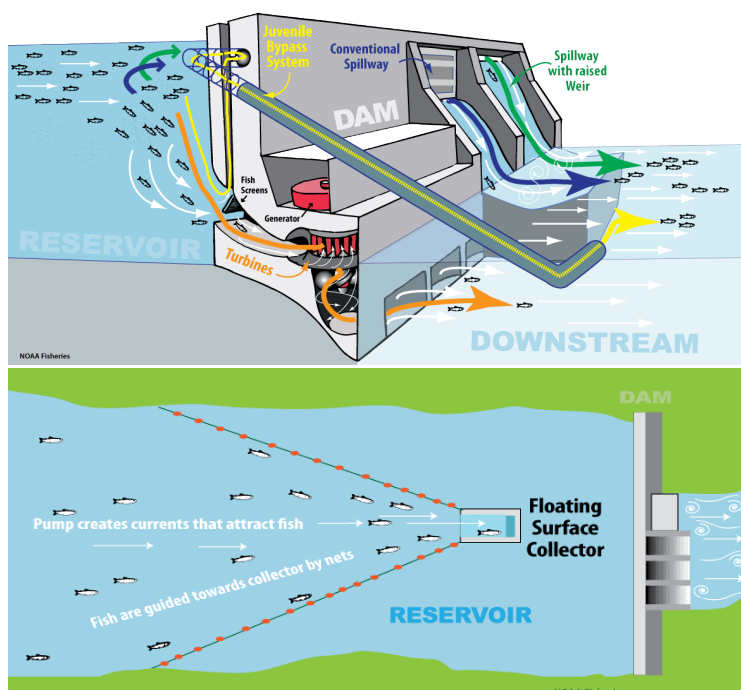 Juvenile
Bypass
System
Conventional
Spillway
Spillway
with raised
Weir
DAM
Fish
Screens
Generator
RESERVOIR
Turbines
DOWNSTREAM
NOAA Fisheries
DAM
Floating
Surface
Collector
Pump creates currents that attract fish
Fish are guided towards collector by nets
RESERVOIR